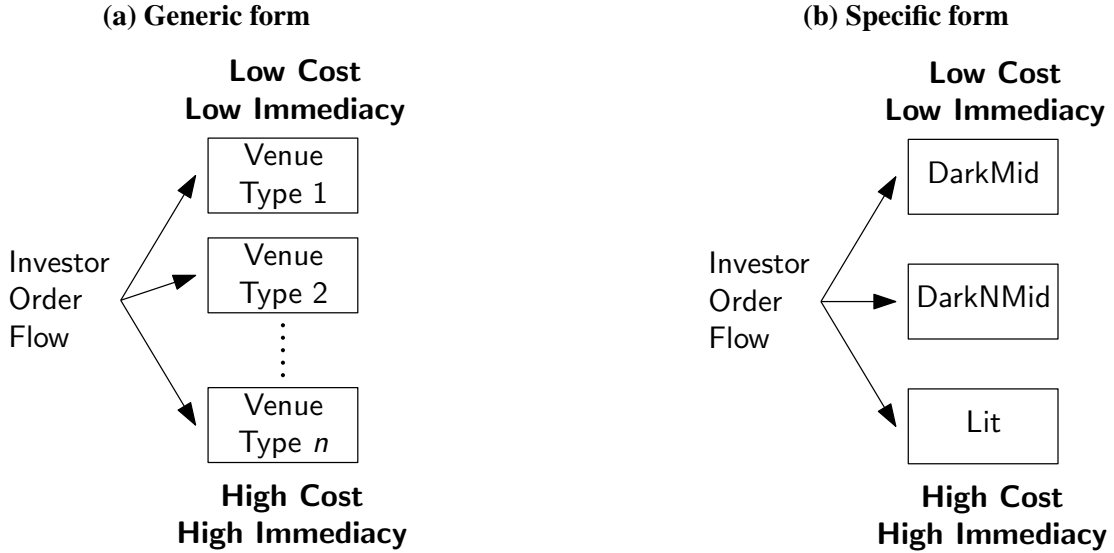 (a) Generic form
Low Cost
Low Immediacy
Venue
Type 1
Investor
Order
Flow
Venue
Type 2
Venue
Type n
High Cost
High Immediacy
(b) Specific form
Low Cost
Low Immediacy
DarkMid
Investor
Order
Flow
DarkNMid
Lit
High Cost
High Immediacy